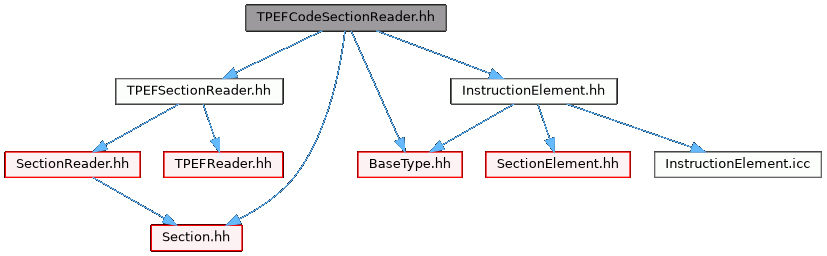 TPEFCodeSectionReader.hh
TPEFSectionReader.hh
InstructionElement.hh
SectionReader.hh
TPEFReader.hh
BaseType.hh
SectionElement.hh
InstructionElement.icc
Section.hh